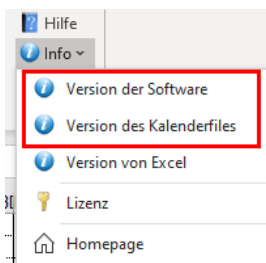 Hilfe
Info
Version der Software
Version des Kalenderfiles
Version von Excel
Lizenz
Homepage